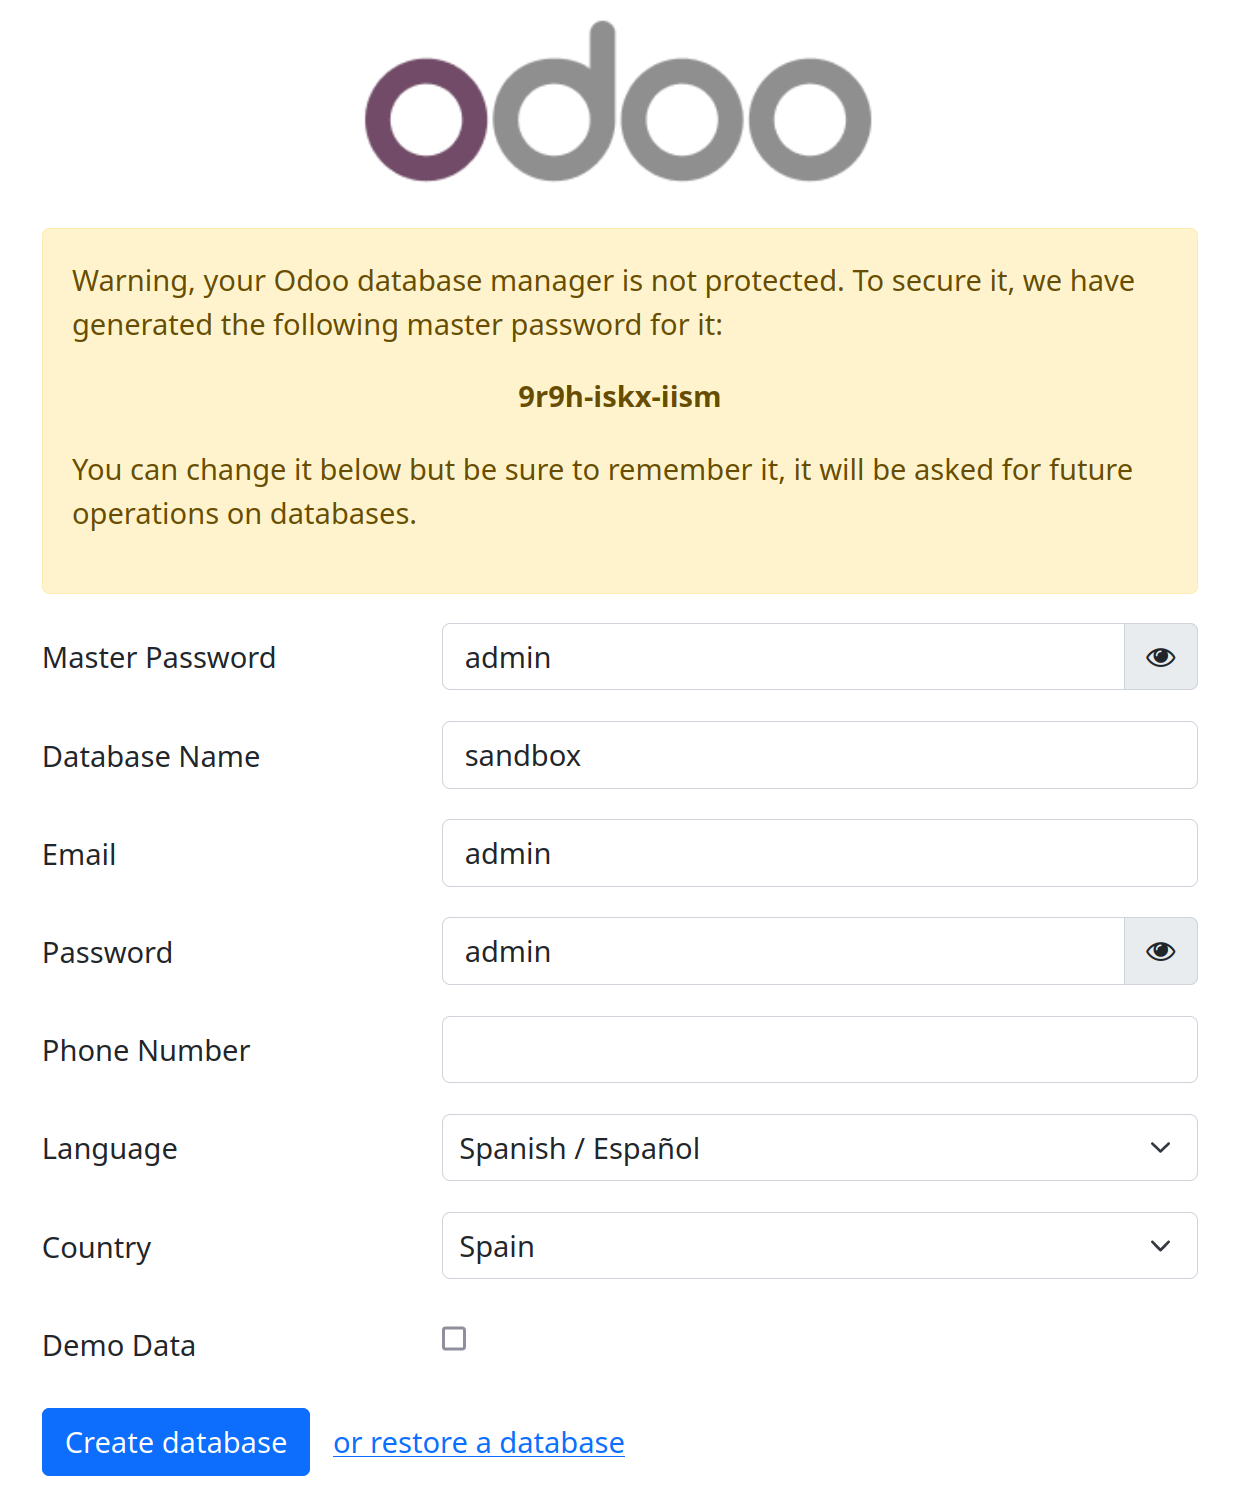 odoo
Warning, your Odoo database manager is not protected. To secure it, we have
generated the following master password for it:
9r9h-iskx-iism
You can change it below but be sure to remember it, it will be asked for future
operations on databases.
Master Password admin
Database Name sandbox
Email admin
Password admin
Phone Number
Language Spanish / Español
Country Spain
Demo Data
Create database or restore a database